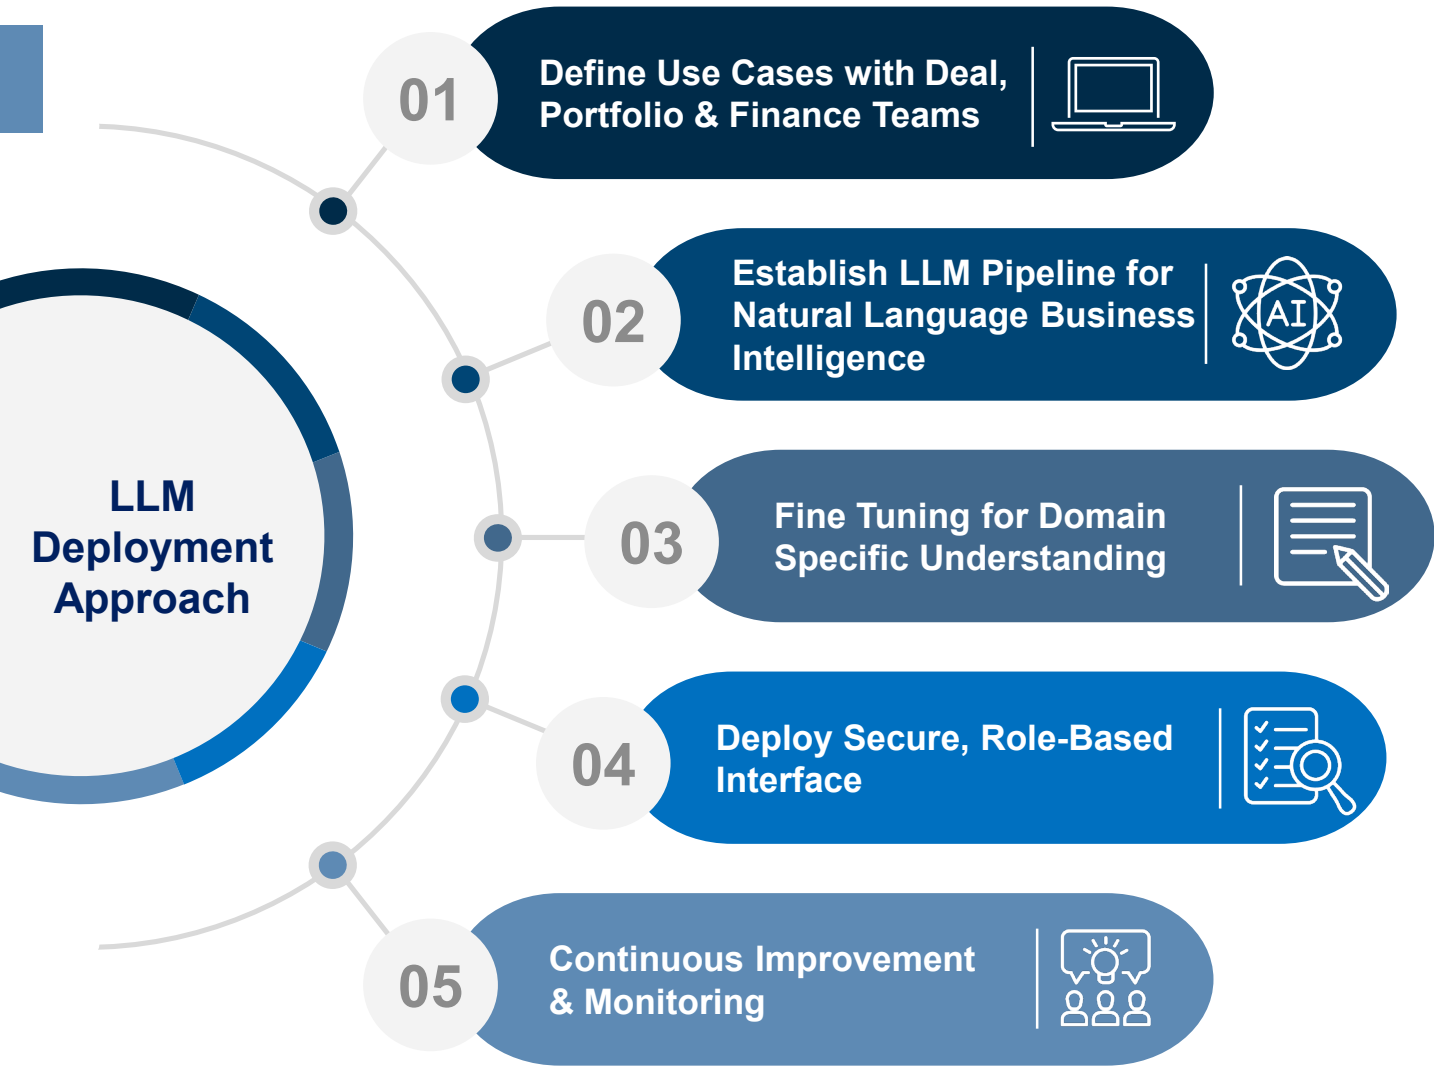 01
Define Use Cases with Deal,
Portfolio & Finance Teams
02
Establish LLM Pipeline for
Natural Language Business
Intelligence
AI
LLM
Deployment
Approach
03
Fine Tuning for Domain
Specific Understanding
04
Deploy Secure, Role-Based
Interface
05
Continuous Improvement
& Monitoring